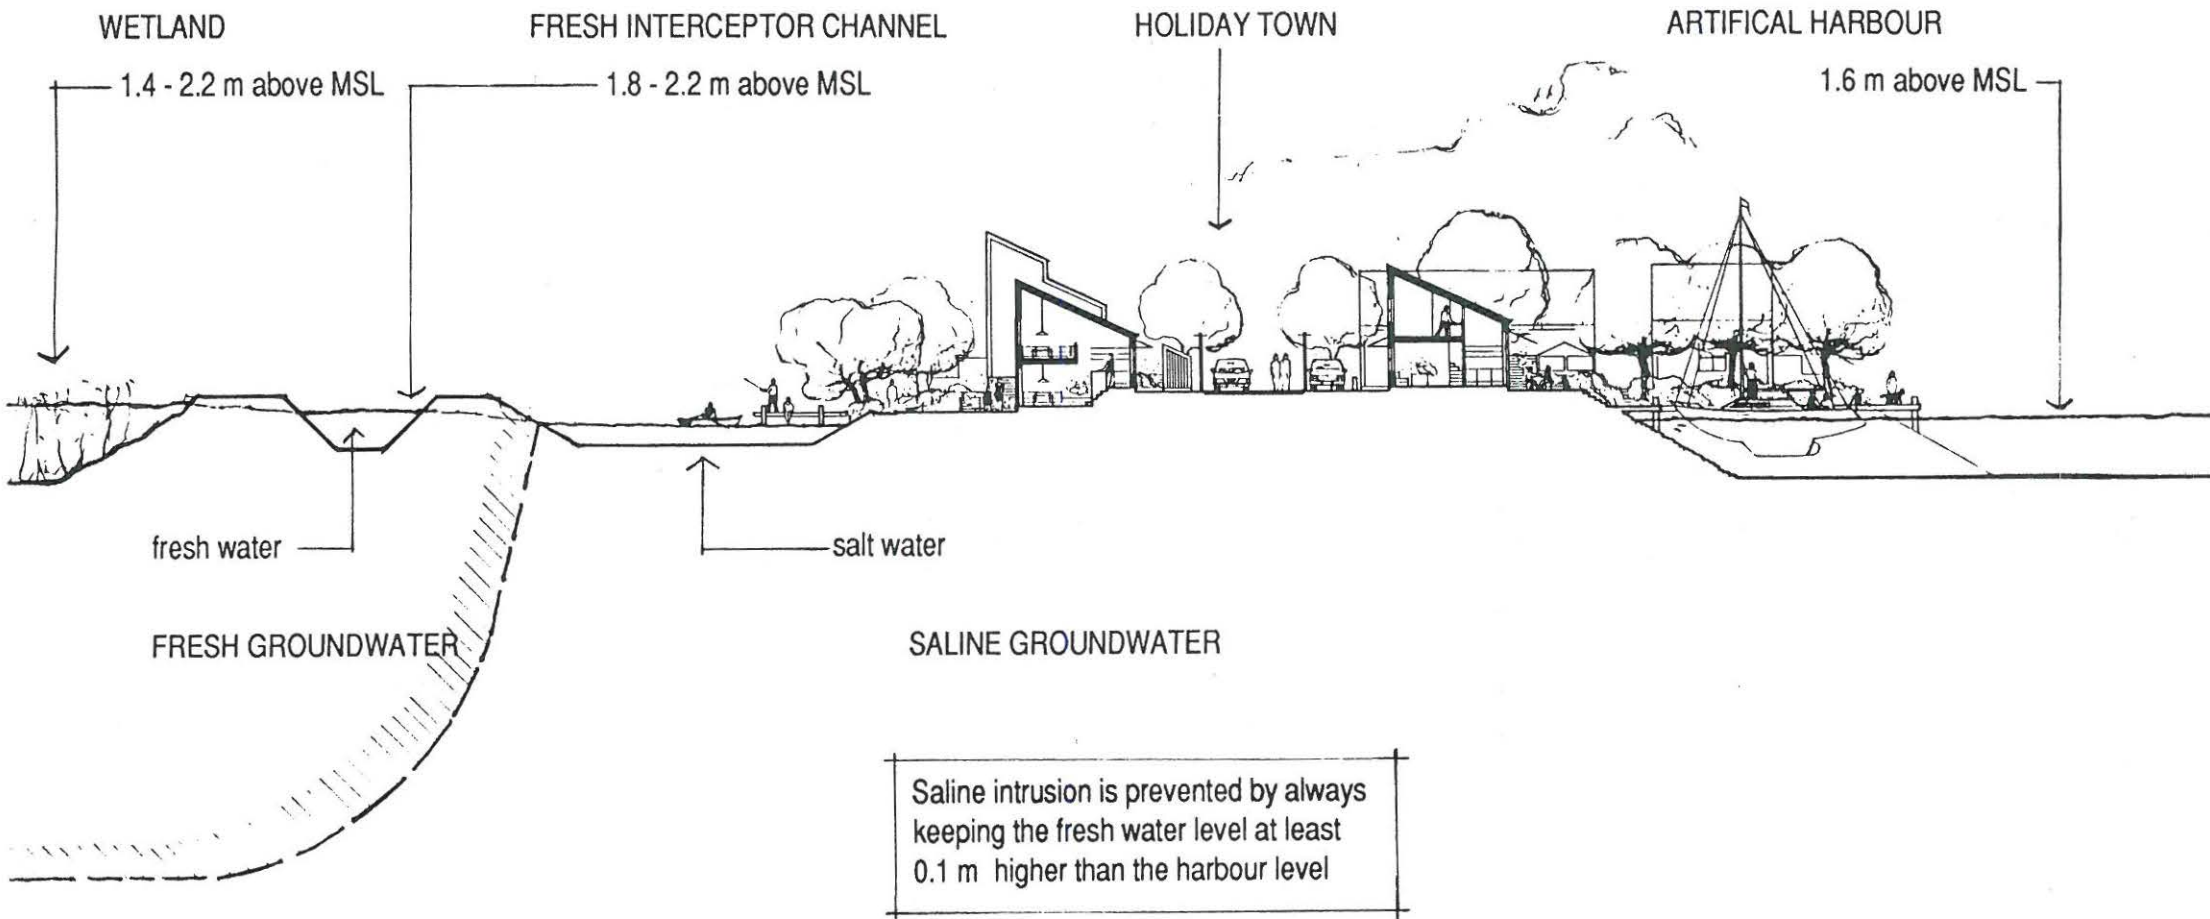 WETLAND
FRESH INTERCEPTOR CHANNEL
HOLIDAY TOWN
ARTIFICAL HARBOUR
1.4 - 2.2 m above MSL
1.8 - 2.2 m above MSL
1.6 m above MSL
fresh water
salt water
FRESH GROUNDWATER
SALINE GROUNDWATER
Saline intrusion is prevented by always
keeping the fresh water level at least
0.1 m higher than the harbour level